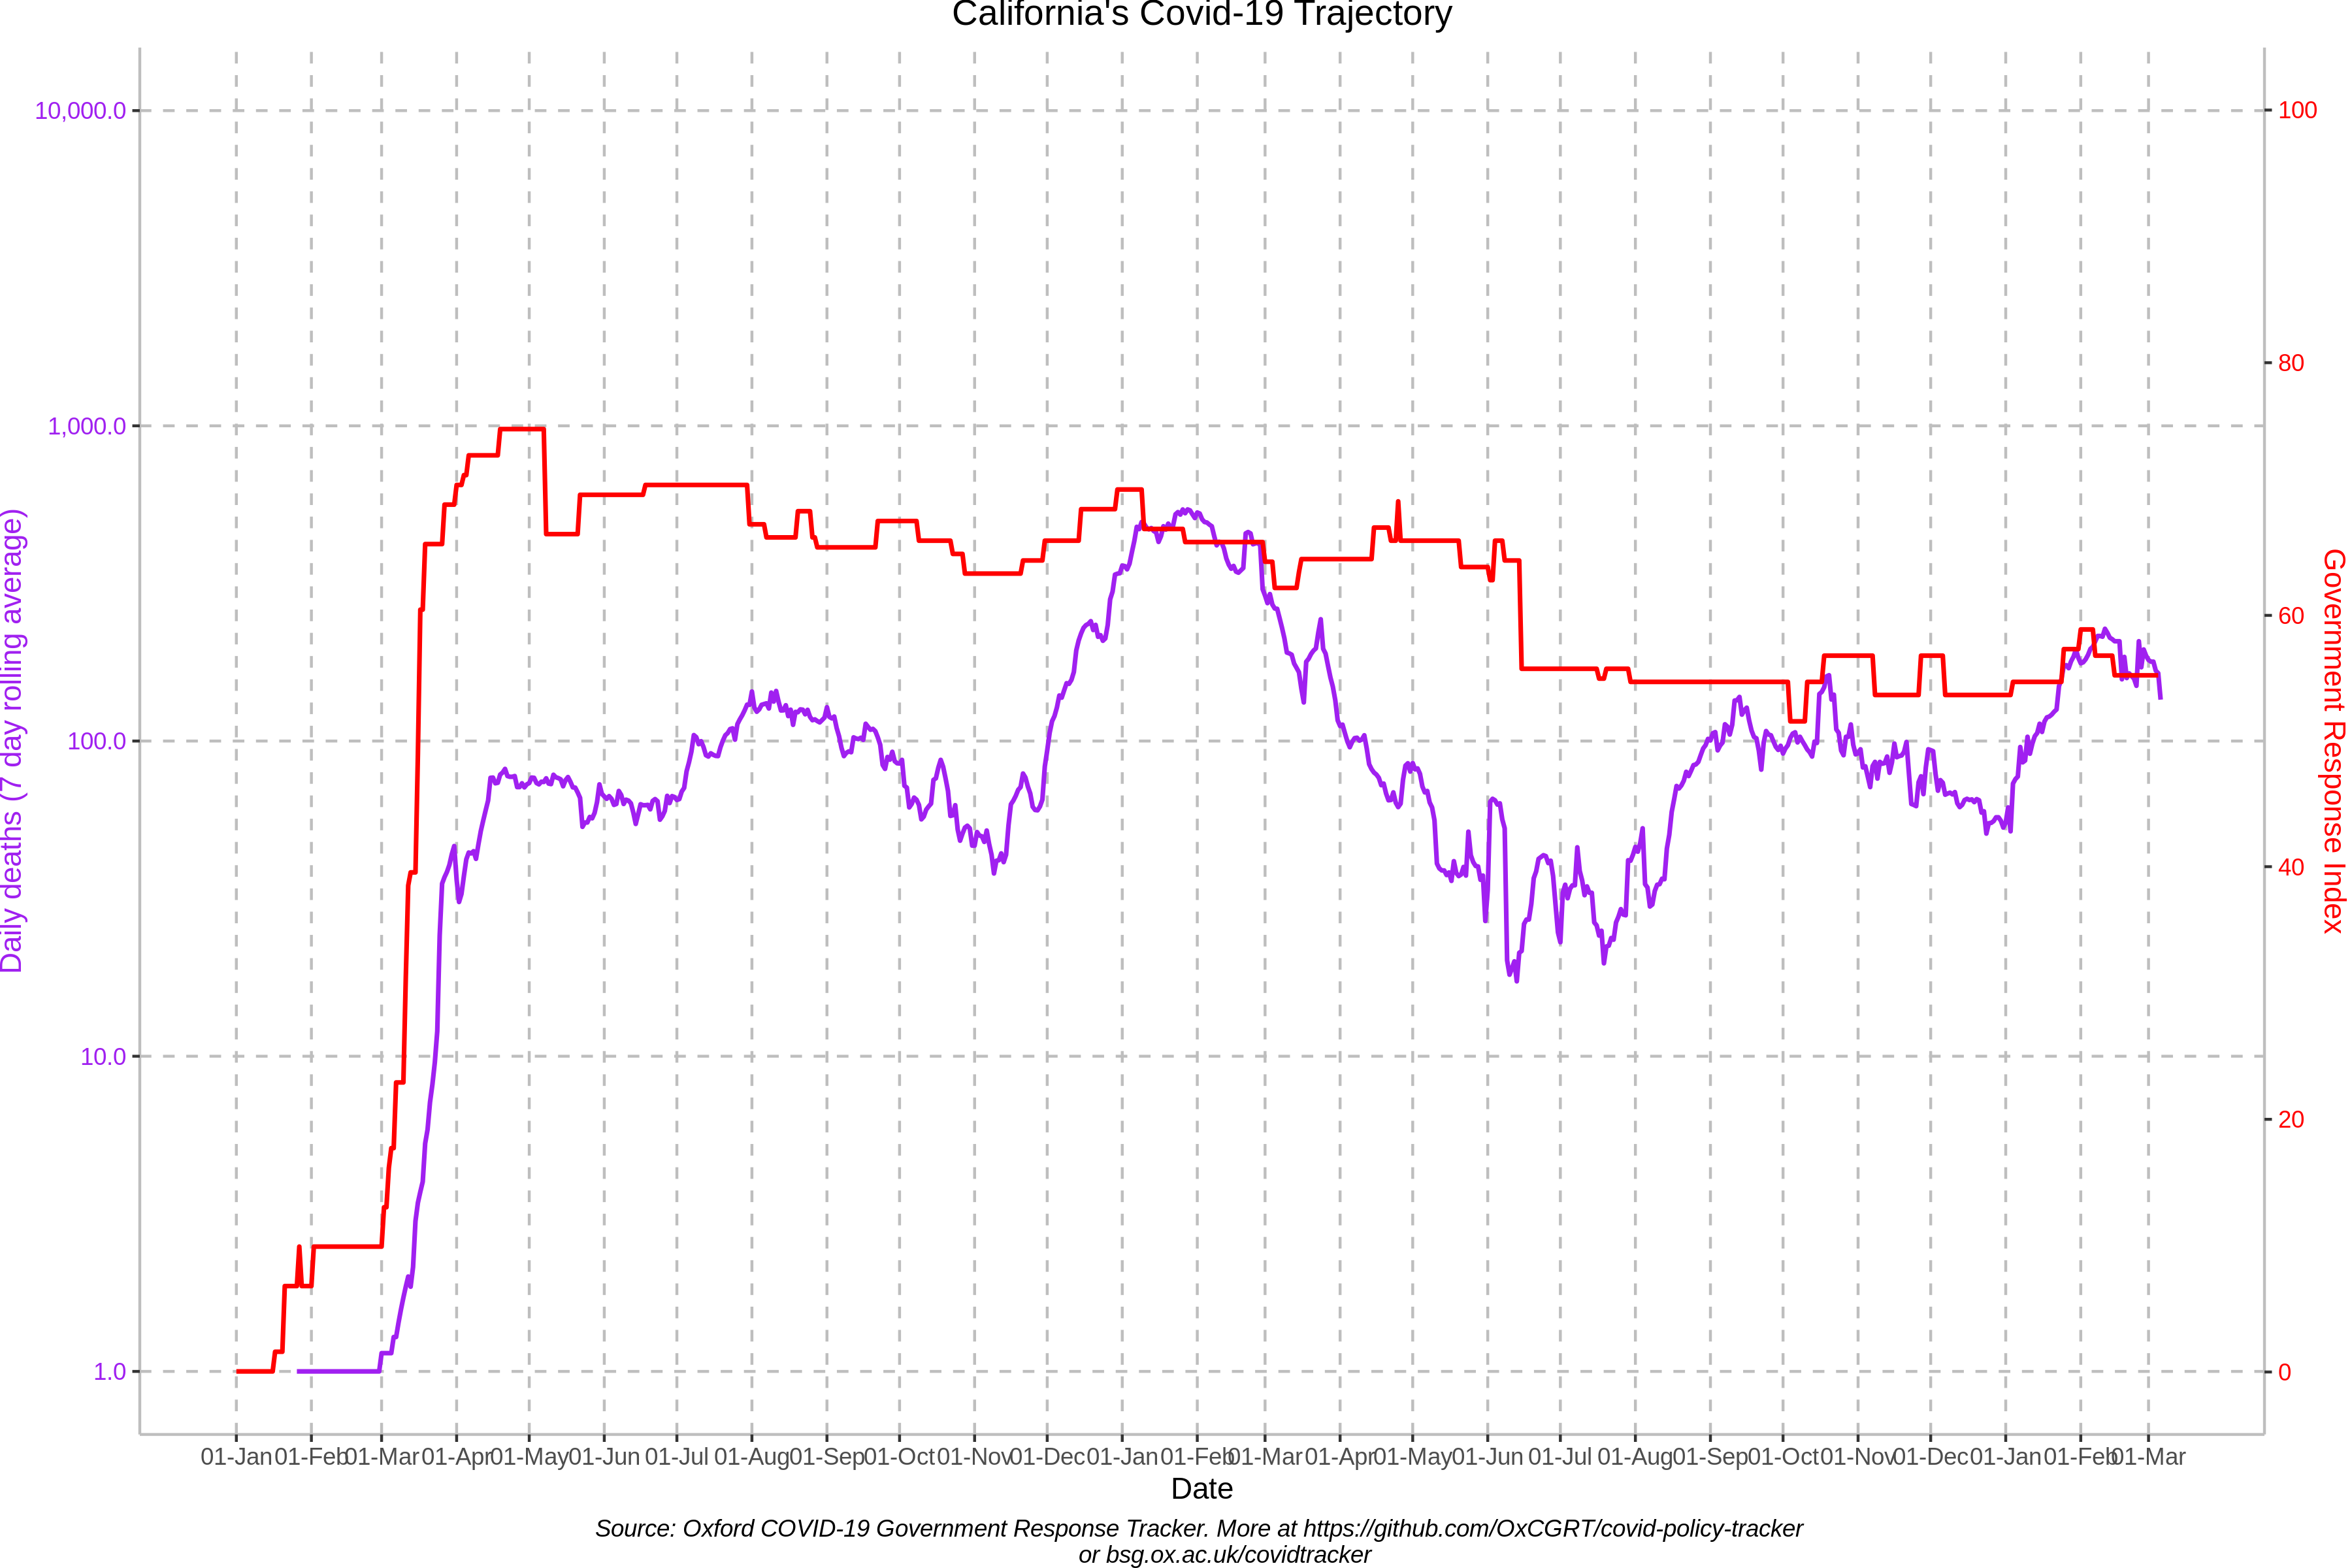 California's Covid-19 Trajectory
10,000.0
1,000.0
100.0
10.0
1.0
Daily deaths (7 day rolling average)
100
80
60
40
20
0
Government Response Index
01-Jan 01-Feb 01-Mar 01-Apr 01-May 01-Jun 01-Jul 01-Aug 01-Sep 01-Oct 01-Nov 01-Dec 01-Jan 01-Feb 01-Mar 01-Apr 01-May 01-Jun 01-Jul 01-Aug 01-Sep 01-Oct 01-Nov 01-Dec 01-Jan 01-Feb 01-Mar
Date
Source: Oxford COVID-19 Government Response Tracker. More at https://github.com/OxCGRT/covid-policy-tracker
or bsg.ox.ac.uk/covidtracker